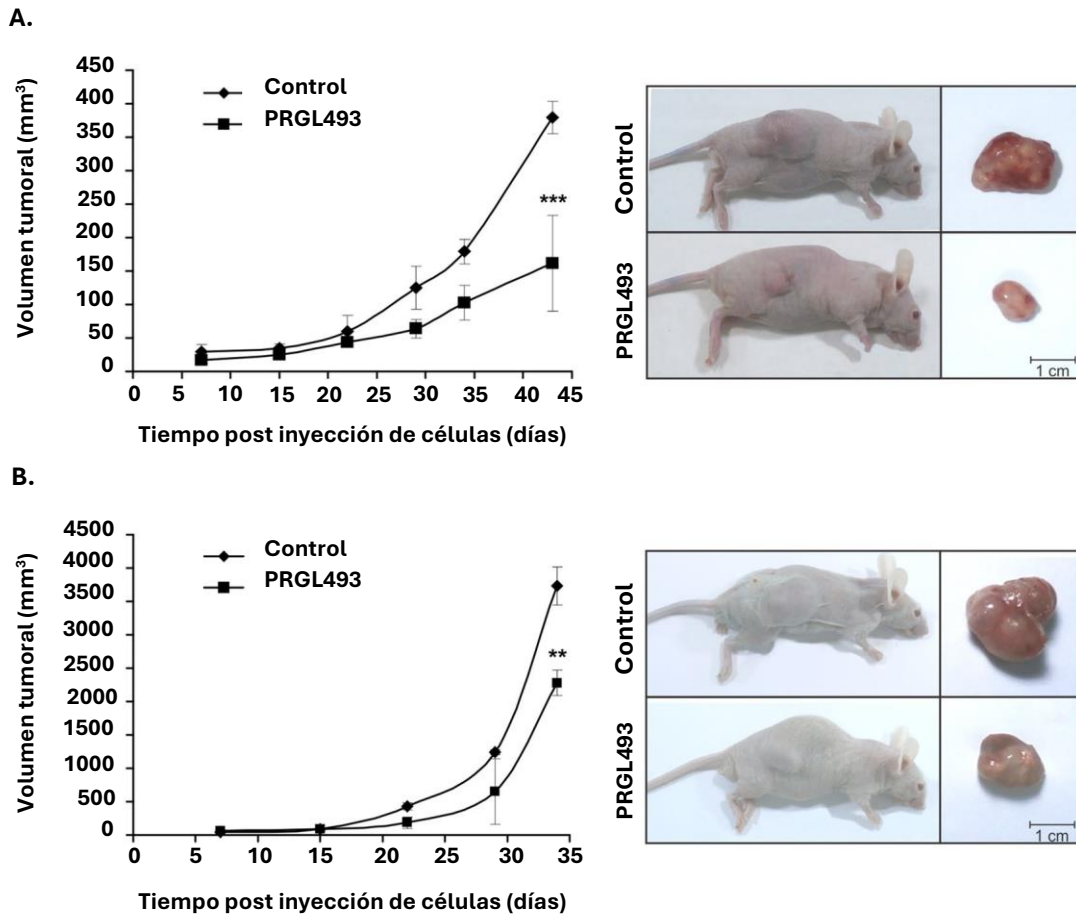 A.
Volumen tumoral (mm³)
450
400
350
300
250
200
150
100
50
0
Control
PRGL493
***
0 5 10 15 20 25 30 35 40 45
Tiempo post inyección de células (días)
Control
PRGL493
1 cm
B.
Volumen tumoral (mm³)
4500
4000
3500
3000
2500
2000
1500
1000
500
0
Control
PRGL493
**
0 5 10 15 20 25 30 35
Tiempo post inyección de células (días)
Control
PRGL493
1 cm